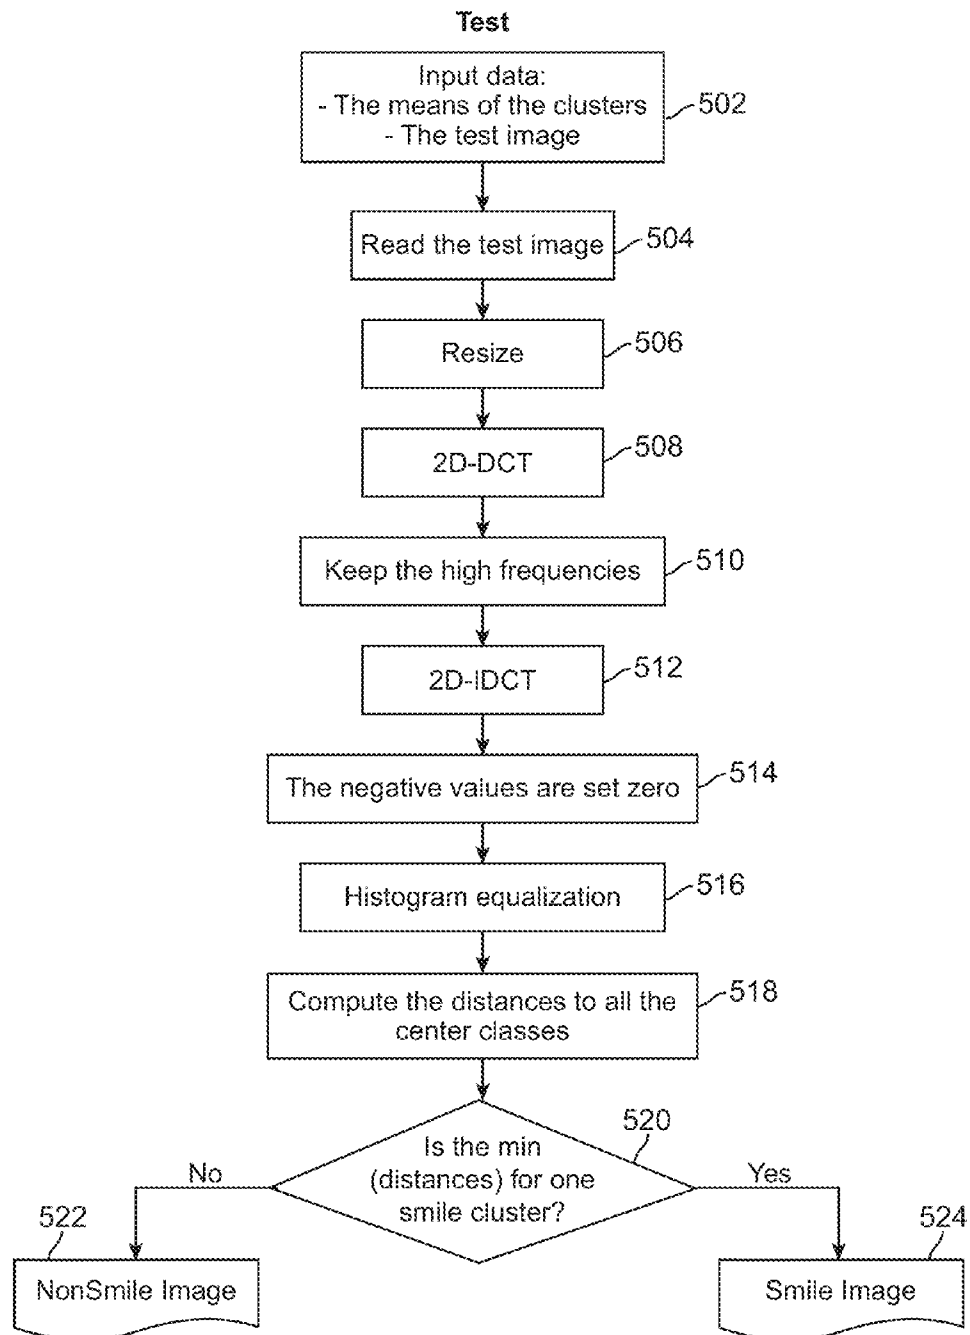 Test
Input data:
- The means of the clusters
- The test image
502
Read the test image
504
Resize
506
2D-DCT
508
Keep the high frequencies
510
2D-IDCT
512
The negative values are set zero
514
Histogram equalization
516
Compute the distances to all the
center classes
518
Is the min
(distances) for one
smile cluster?
520
No
Yes
522
NonSmile Image
524
Smile Image